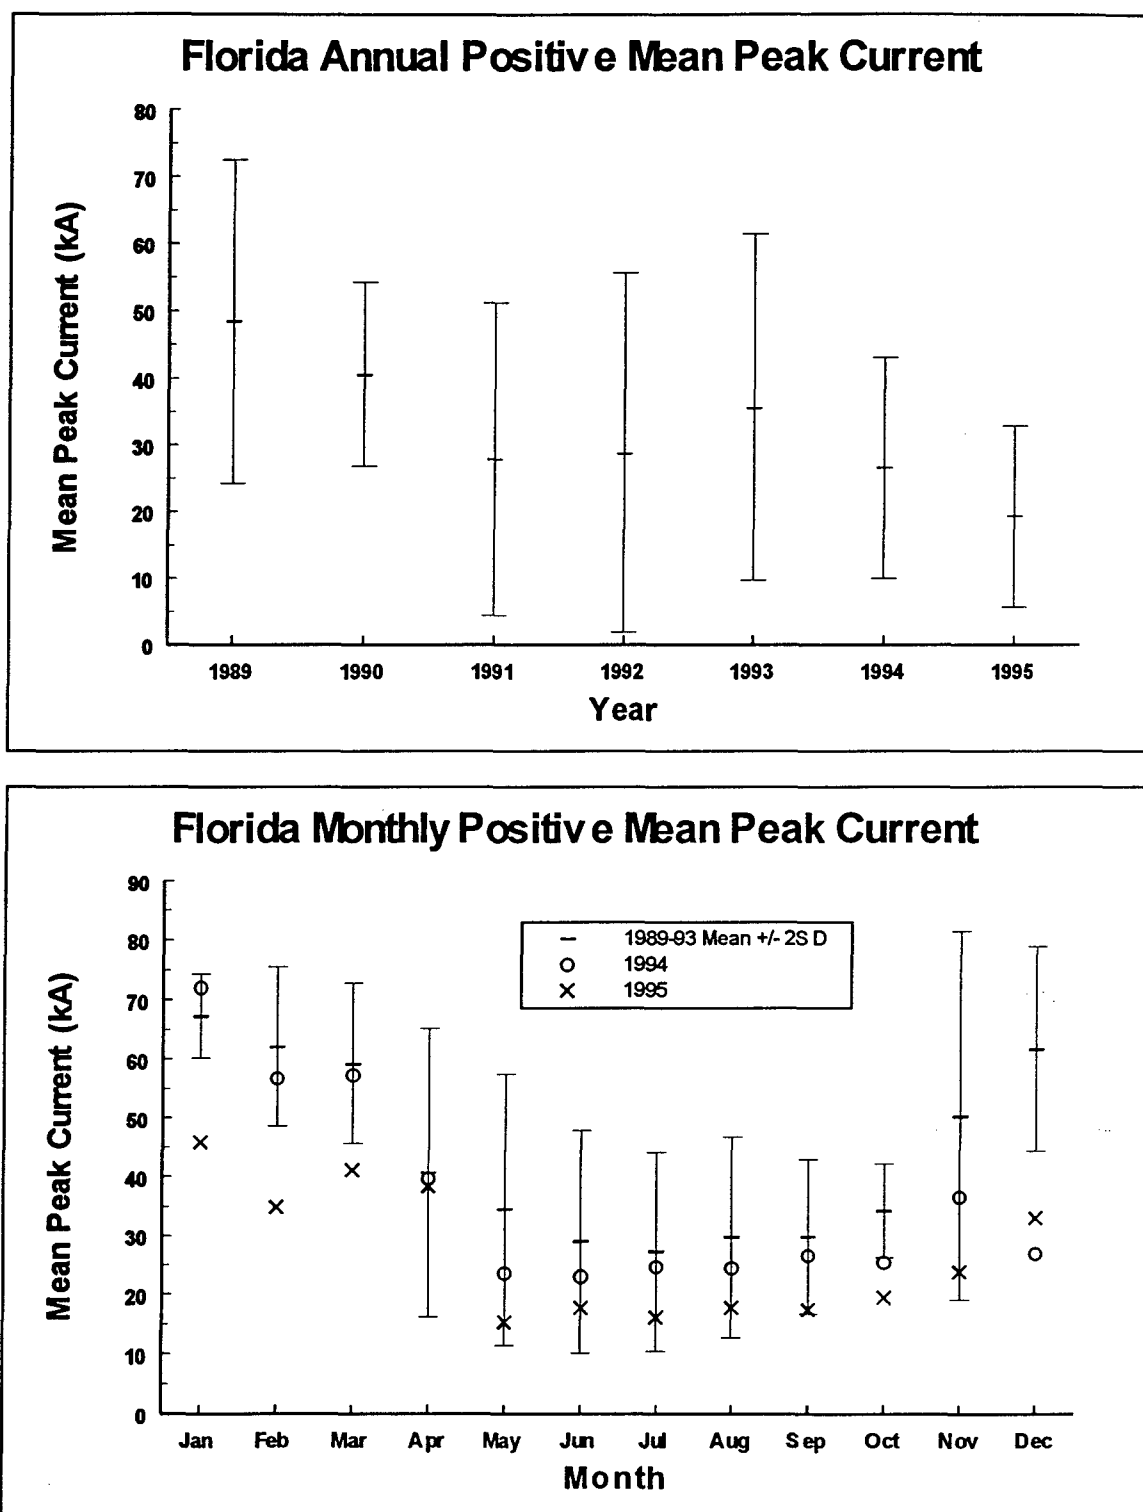 Florida Annual Positive Mean Peak Current
80
70
60
50
40
30
20
10
0
Mean Peak Current (kA)
1989 1990 1991 1992 1993 1994 1995
Year
Florida Monthly Positive Mean Peak Current
90
80
70
60
50
40
30
20
10
0
Mean Peak Current (kA)
1989-93 Mean +/- 2S D
1994
1995
Jan Feb Mar Apr May Jun Jul Aug Sep Oct Nov Dec
Month